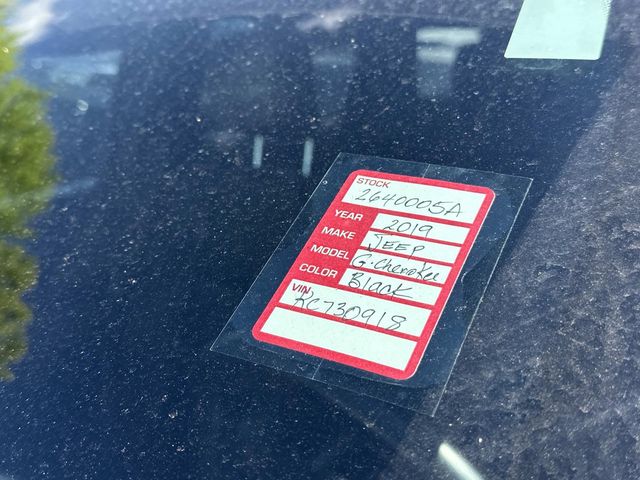 STOCK
2640005A
YEAR 2019
MAKE JEEP
MODEL G. Cherokee
COLOR Black
VIN
KC730918